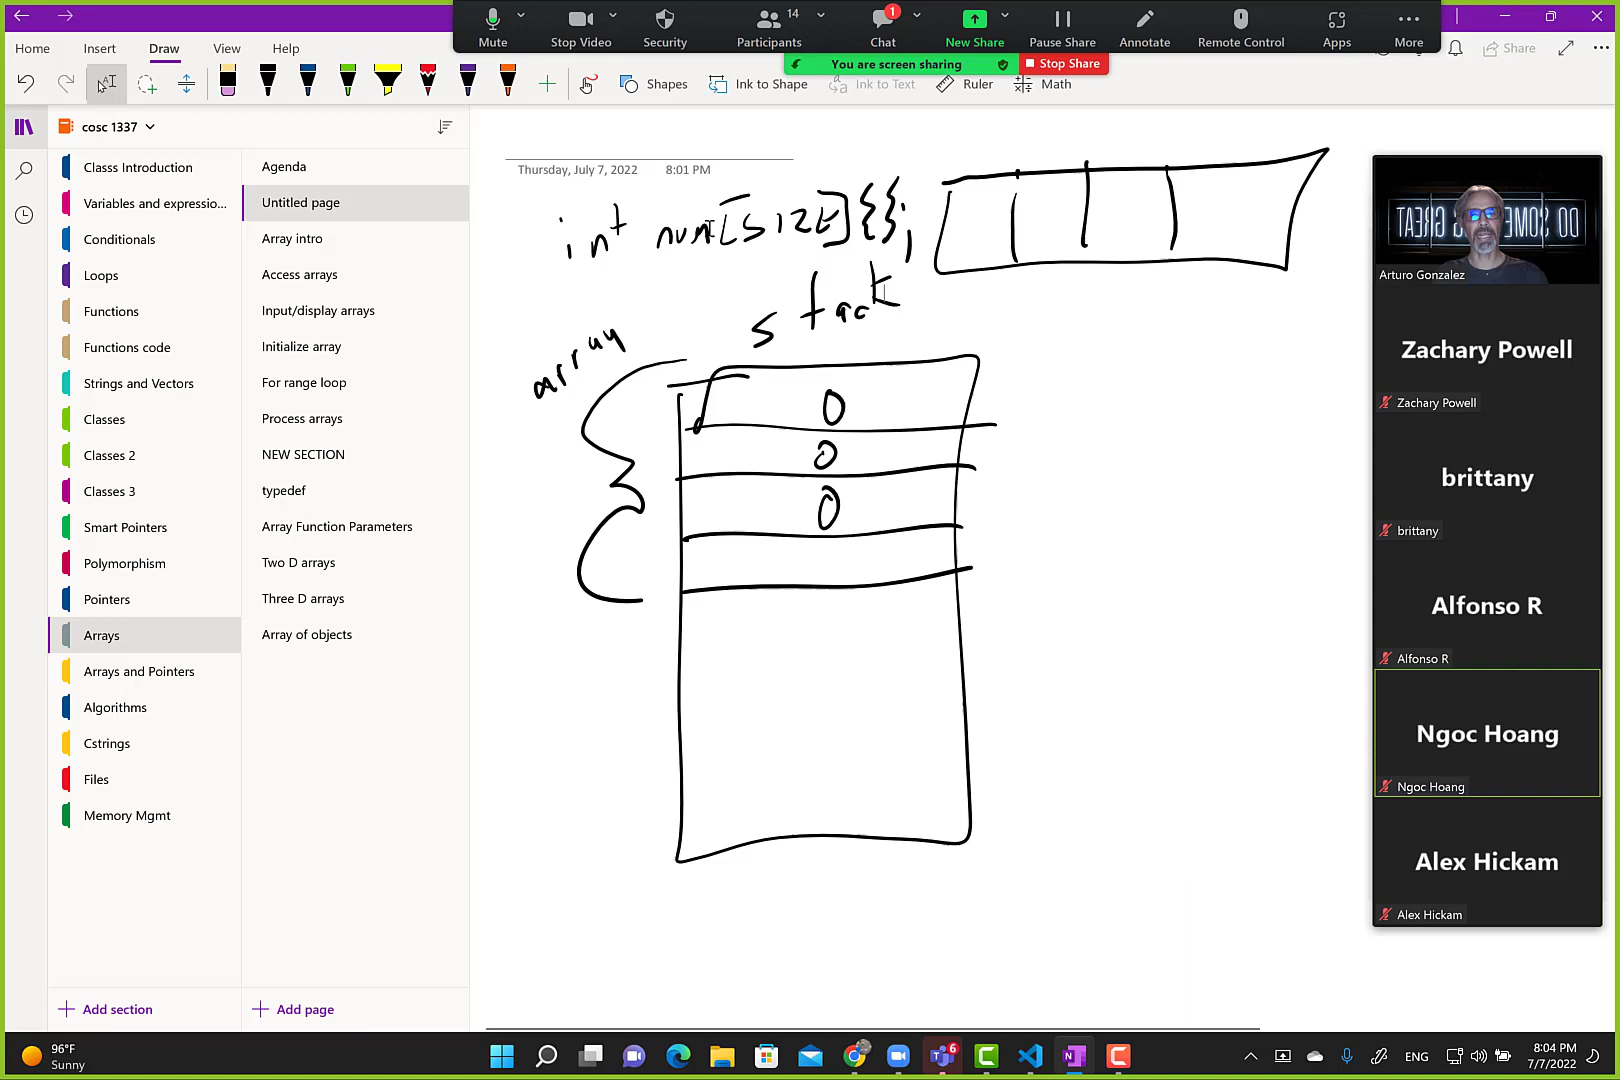 Mute
Stop Video
Security
14
Participants
1
Chat
New Share
Pause Share
Annotate
Remote Control
Apps
More
You are screen sharing
Stop Share
Home
Insert
Draw
View
Help
Share
Shapes
Ink to Shape
Ink to Text
Ruler
Math
cosc 1337
Classs Introduction
Variables and expressio...
Conditionals
Loops
Functions
Functions code
Strings and Vectors
Classes
Classes 2
Classes 3
Smart Pointers
Polymorphism
Pointers
Arrays
Arrays and Pointers
Algorithms
Cstrings
Files
Memory Mgmt
Add section
Agenda
Untitled page
Array intro
Access arrays
Input/display arrays
Initialize array
For range loop
Process arrays
NEW SECTION
typedef
Array Function Parameters
Two D arrays
Three D arrays
Array of objects
Add page
Thursday, July 7, 2022 8:01 PM
int num[SIZE]{};
stack
array
0
0
0
DO SOMETHING GREAT
Arturo Gonzalez
Zachary Powell
Zachary Powell
brittany
brittany
Alfonso R
Alfonso R
Ngoc Hoang
Ngoc Hoang
Alex Hickam
Alex Hickam
96°F
Sunny
6
ENG
8:04 PM
7/7/2022